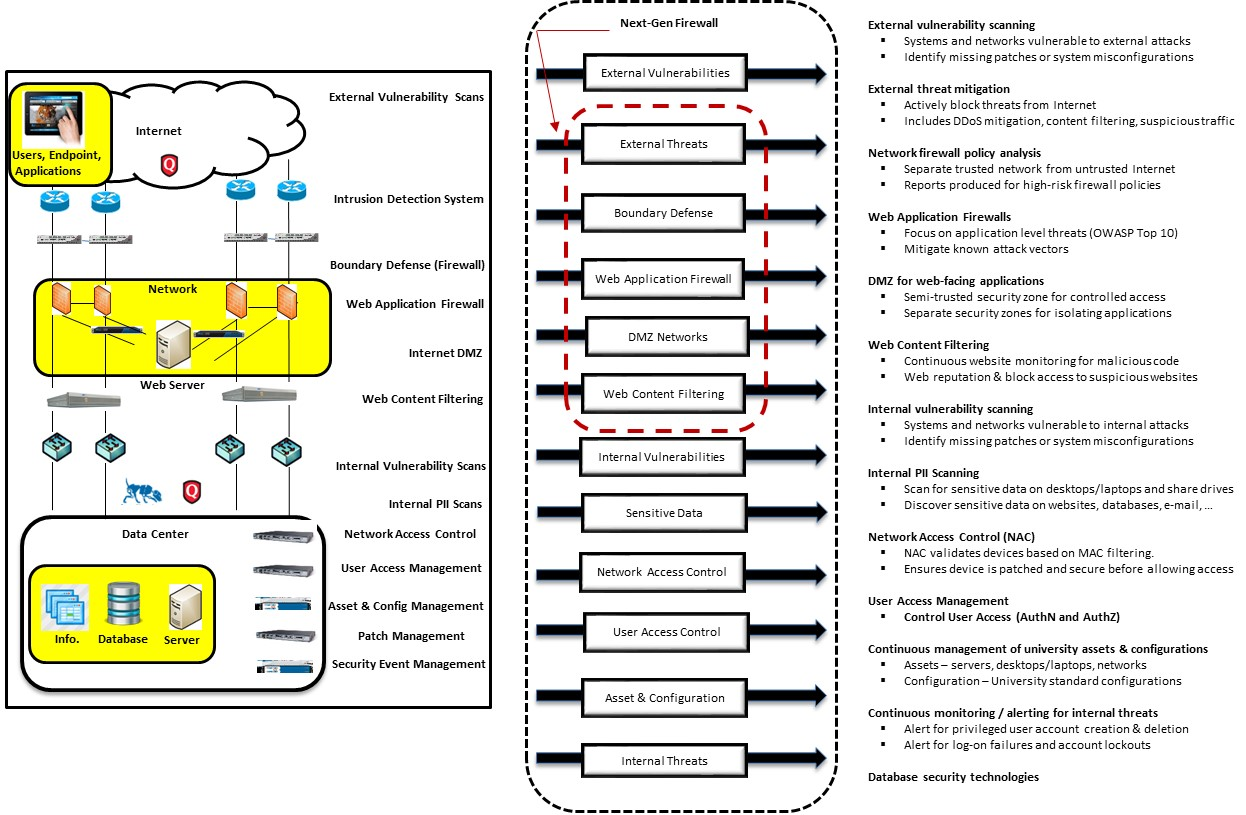 Internet
Users, Endpoint,
Applications
Q
Network
Web Server
Q
Data Center
Info.
Database
Server
External Vulnerability Scans
Intrusion Detection System
Boundary Defense (Firewall)
Web Application Firewall
Internet DMZ
Web Content Filtering
Internal Vulnerability Scans
Internal PII Scans
Network Access Control
User Access Management
Asset & Config Management
Patch Management
Security Event Management
Next-Gen Firewall
External Vulnerabilities
External Threats
Boundary Defense
Web Application Firewall
DMZ Networks
Web Content Filtering
Internal Vulnerabilities
Sensitive Data
Network Access Control
User Access Control
Asset & Configuration
Internal Threats
External vulnerability scanning
▪ Systems and networks vulnerable to external attacks
▪ Identify missing patches or system misconfigurations
External threat mitigation
▪ Actively block threats from Internet
▪ Includes DDoS mitigation, content filtering, suspicious traffic
Network firewall policy analysis
▪ Separate trusted network from untrusted Internet
▪ Reports produced for high-risk firewall policies
Web Application Firewalls
▪ Focus on application level threats (OWASP Top 10)
▪ Mitigate known attack vectors
DMZ for web-facing applications
▪ Semi-trusted security zone for controlled access
▪ Separate security zones for isolating applications
Web Content Filtering
▪ Continuous website monitoring for malicious code
▪ Web reputation & block access to suspicious websites
Internal vulnerability scanning
▪ Systems and networks vulnerable to internal attacks
▪ Identify missing patches or system misconfigurations
Internal PII Scanning
▪ Scan for sensitive data on desktops/laptops and share drives
▪ Discover sensitive data on websites, databases, e-mail, ...
Network Access Control (NAC)
▪ NAC validates devices based on MAC filtering.
▪ Ensures device is patched and secure before allowing access
User Access Management
▪ Control User Access (AuthN and AuthZ)
Continuous management of university assets & configurations
▪ Assets – servers, desktops/laptops, networks
▪ Configuration – University standard configurations
Continuous monitoring / alerting for internal threats
▪ Alert for privileged user account creation & deletion
▪ Alert for log-on failures and account lockouts
Database security technologies